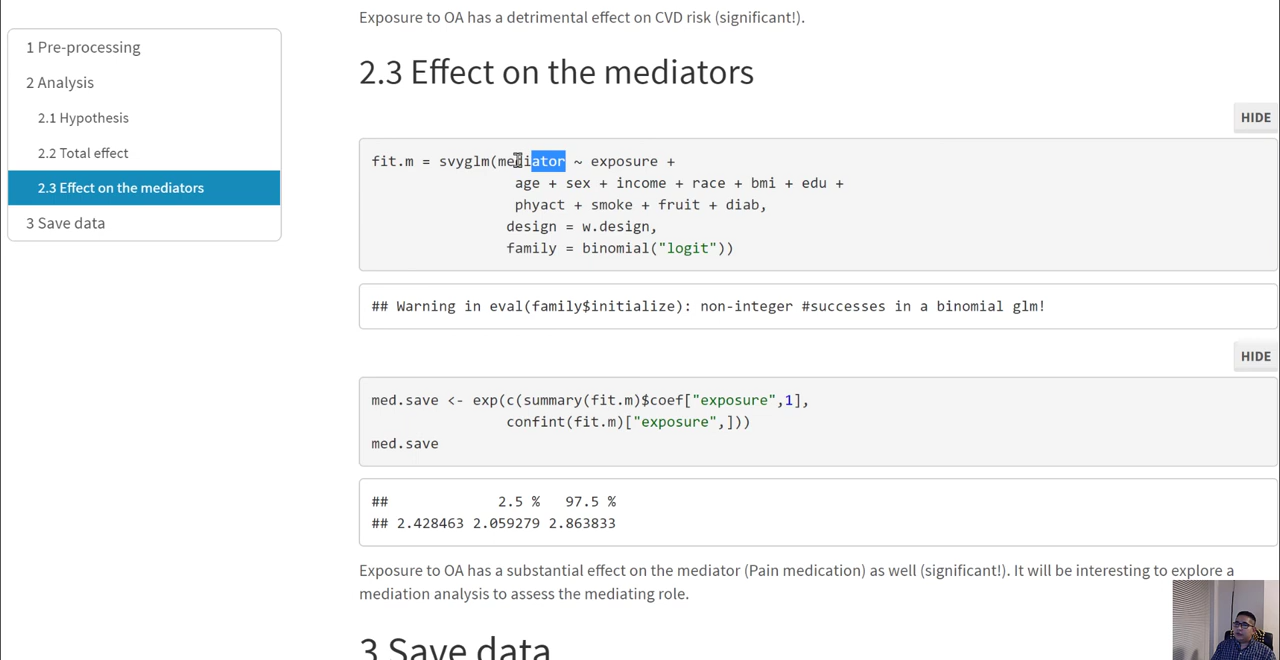 Exposure to OA has a detrimental effect on CVD risk (significant!).
1 Pre-processing
2 Analysis
2.1 Hypothesis
2.2 Total effect
2.3 Effect on the mediators
3 Save data
2.3 Effect on the mediators
HIDE
fit.m = svyglm(mediator ~ exposure +
age + sex + income + race + bmi + edu +
phyact + smoke + fruit + diab,
design = w.design,
family = binomial("logit"))
## Warning in eval(family$initialize): non-integer #successes in a binomial glm!
HIDE
med.save <- exp(c(summary(fit.m)$coef["exposure",1],
confint(fit.m)["exposure",]))
med.save
## 2.5 % 97.5 %
## 2.428463 2.059279 2.863833
Exposure to OA has a substantial effect on the mediator (Pain medication) as well (significant!). It will be interesting to explore a
mediation analysis to assess the mediating role.
3 Save data